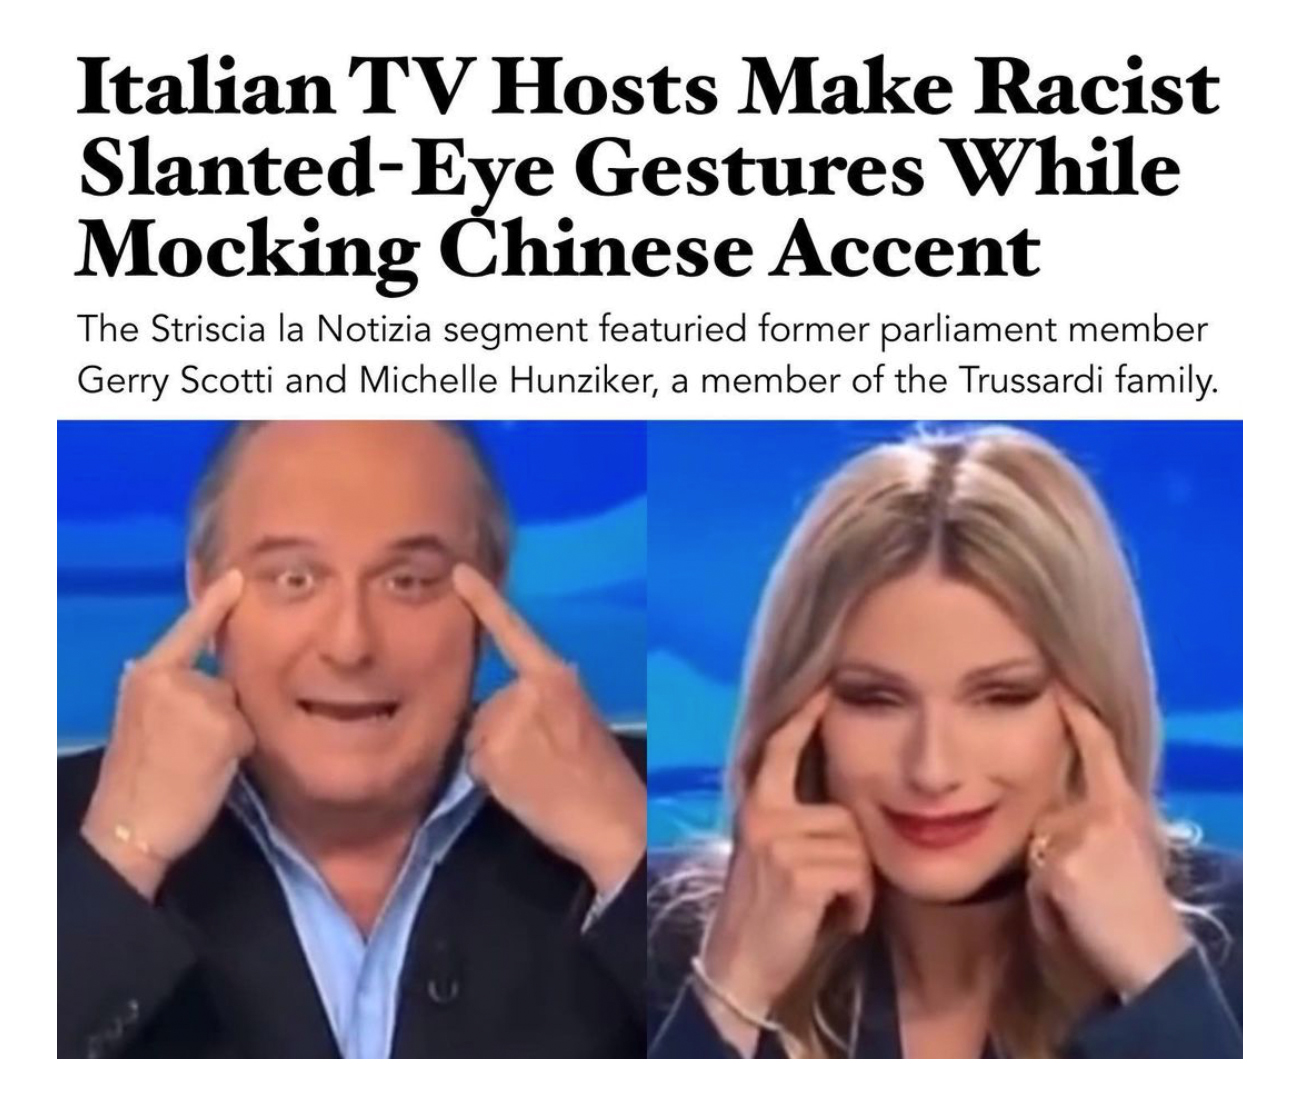 Italian TV Hosts Make Racist
Slanted-Eye Gestures While
Mocking Chinese Accent
The Striscia la Notizia segment featuried former parliament member
Gerry Scotti and Michelle Hunziker, a member of the Trussardi family.